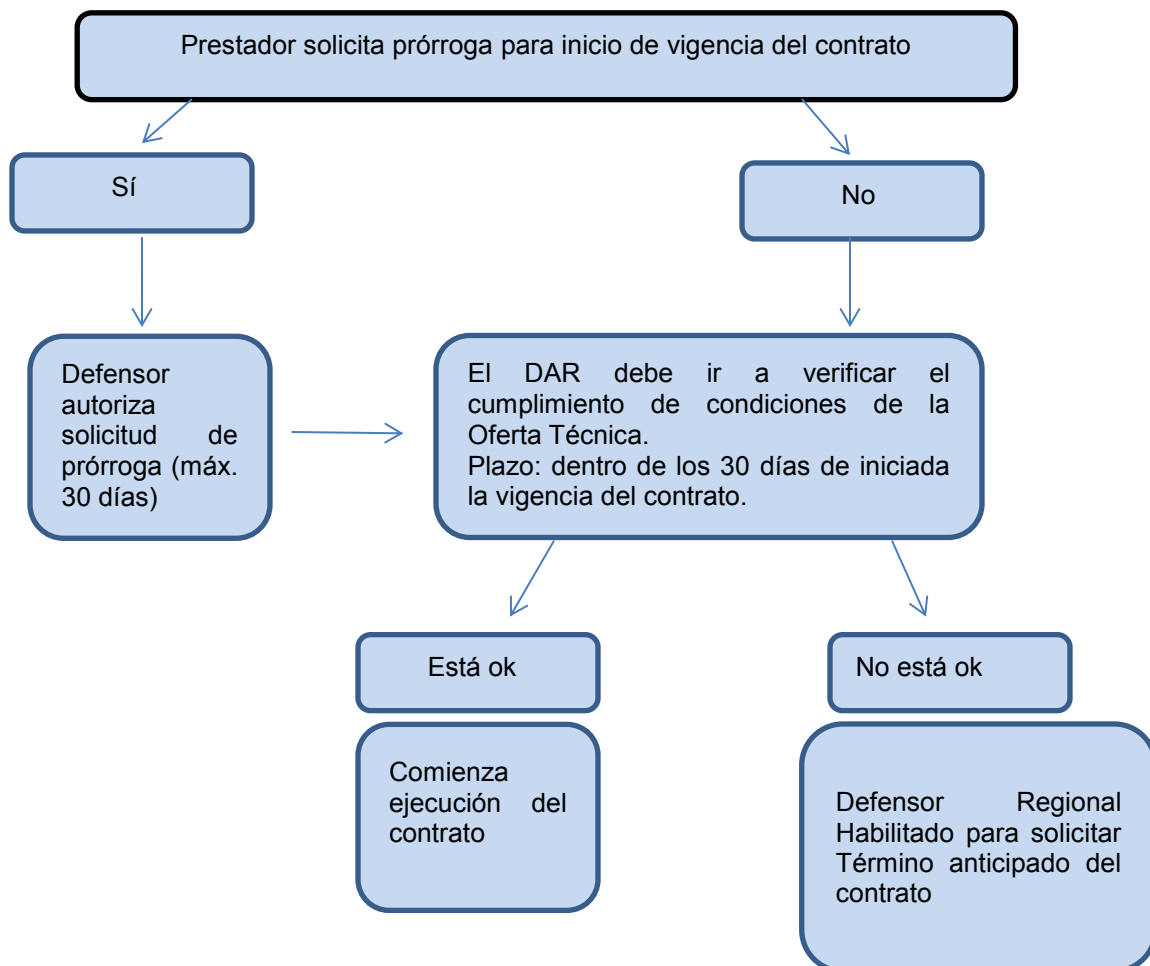 Prestador solicita prórroga para inicio de vigencia del contrato
Sí
No
Defensor
autoriza
solicitud de
prórroga (máx.
30 días)
El DAR debe ir a verificar el
cumplimiento de condiciones de la
Oferta Técnica.
Plazo: dentro de los 30 días de iniciada
la vigencia del contrato.
Está ok
No está ok
Comienza
ejecución del
contrato
Defensor Regional
Habilitado para solicitar
Término anticipado del
contrato